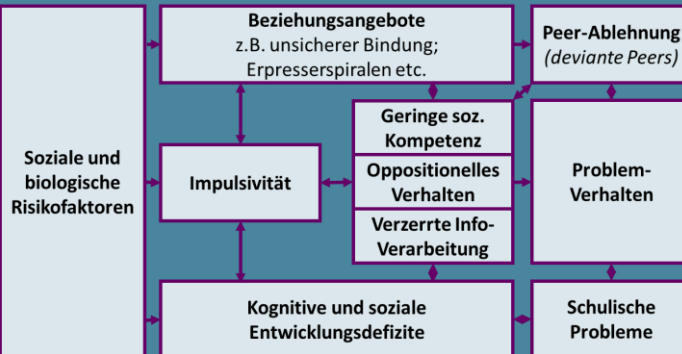 Beziehungsangebote
z.B. unsicherer Bindung;
Erpresserspiralen etc.
Peer-Ablehnung
(deviante Peers)
Soziale und
biologische
Risikofaktoren
Impulsivität
Geringe soz.
Kompetenz
Oppositionelles
Verhalten
Verzerrte Info-
Verarbeitung
Problem-
Verhalten
Kognitive und soziale
Entwicklungsdefizite
Schulische
Probleme